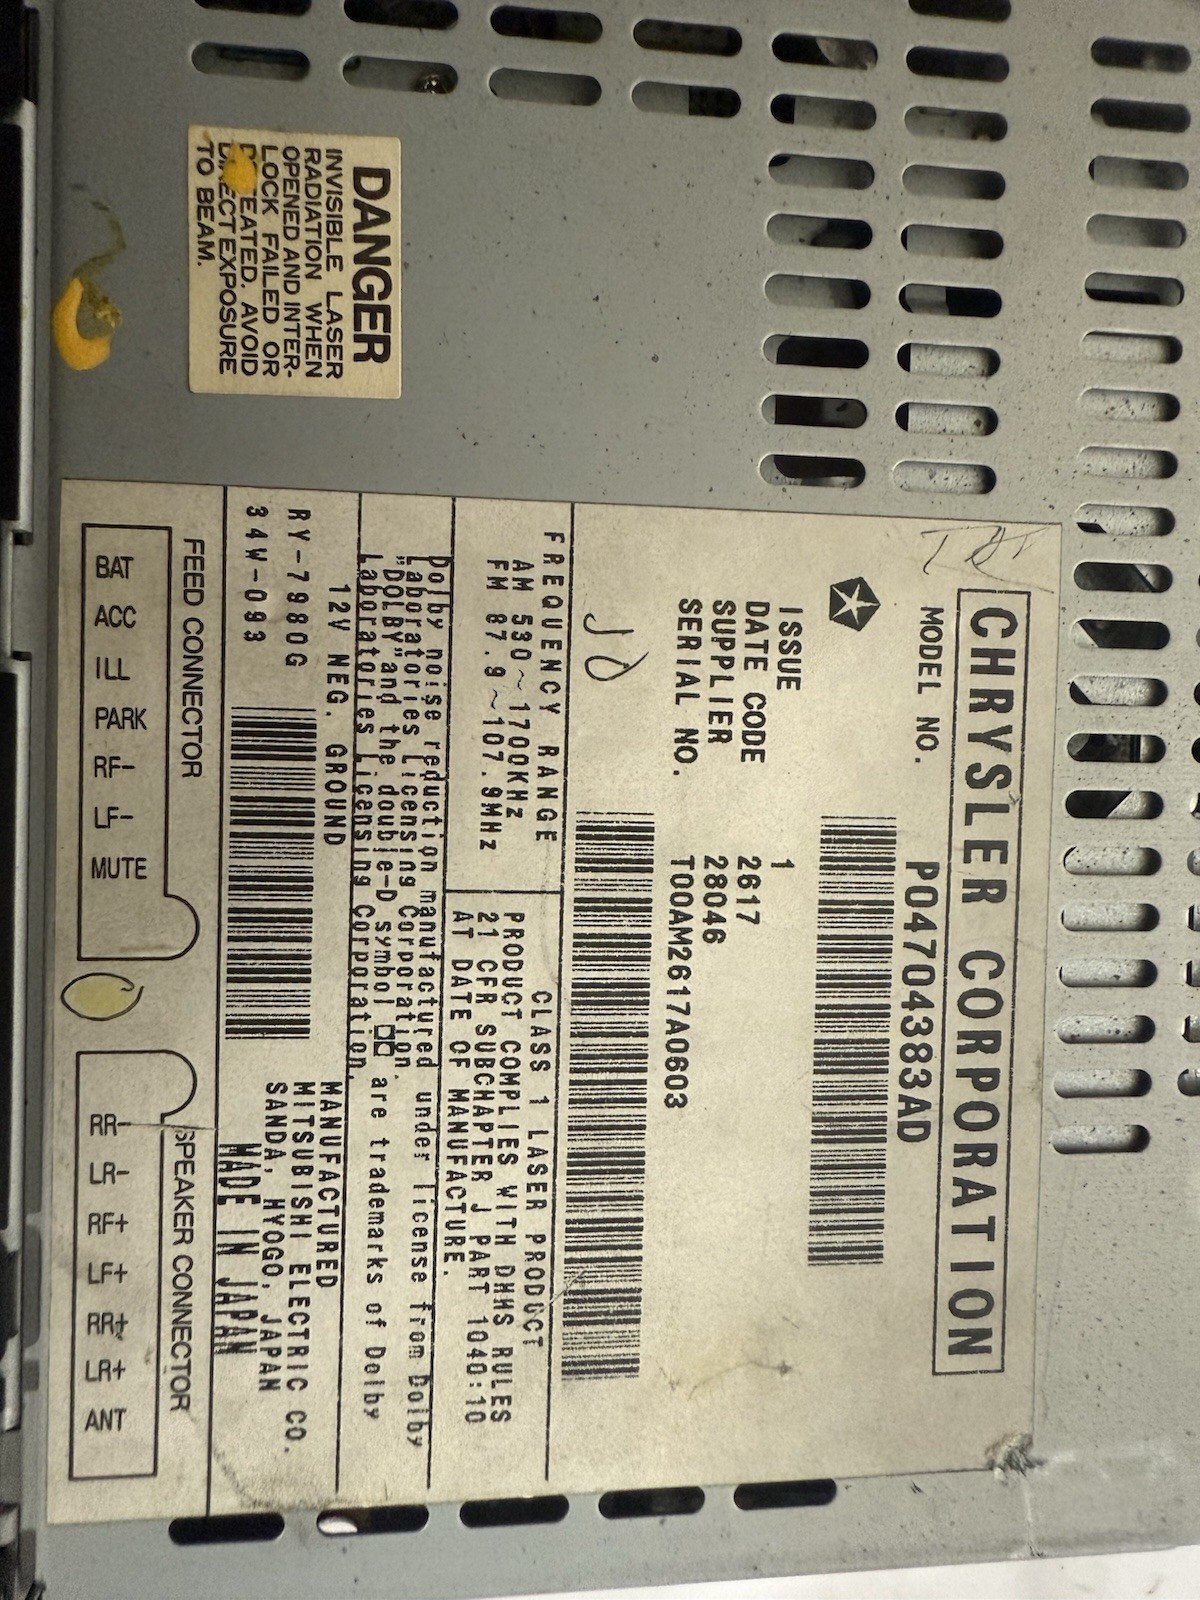 DANGER
INVISIBLE LASER
RADIATION WHEN
OPENED AND INTER-
LOCK FAILED OR
AVOID
EXPOSURE
TO BEAM.
CHRYSLER CORPORATION
MODEL NO. P04704383AD
ISSUE 1
DATE CODE 2617
SUPPLIER 28046
SERIAL NO. T00AM2617A0603
JO
FREQUENCY RANGE
AM 530~1700KHz
FM 87.9~107.9MHz
CLASS 1 LASER PRODUCT
PRODUCT COMPLIES WITH DHHS RULES
21 CFR SUBCHAPTER J PART 1040:10
AT DATE OF MANUFACTURE.
Dolby noise reduction manufactured under license from Dolby
Laboratories Licensing Corporation.
"DOLBY" and the double-D symbol are trademarks of Dolby
Laboratories Licensing Corporation.
12V NEG. GROUND
RY-7980G
34W-093
MANUFACTURED
MITSUBISHI ELECTRIC CO.
SANDA, HYOGO, JAPAN
MADE IN JAPAN
FEED CONNECTOR
BAT ACC ILL PARK RF- LF- MUTE
SPEAKER CONNECTOR
RR- LR- RF+ LF+ RR+ LR+ ANT